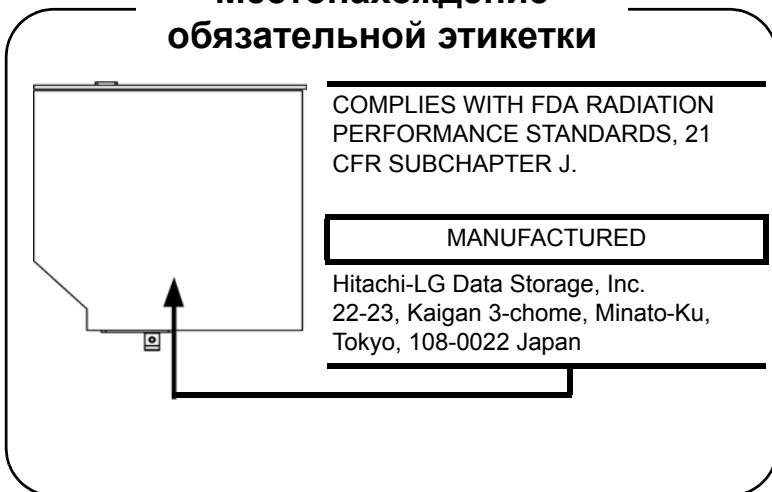 Местонахождение
обязательной этикетки
COMPLIES WITH FDA RADIATION
PERFORMANCE STANDARDS, 21
CFR SUBCHAPTER J.
MANUFACTURED
Hitachi-LG Data Storage, Inc.
22-23, Kaigan 3-chome, Minato-Ku,
Tokyo, 108-0022 Japan